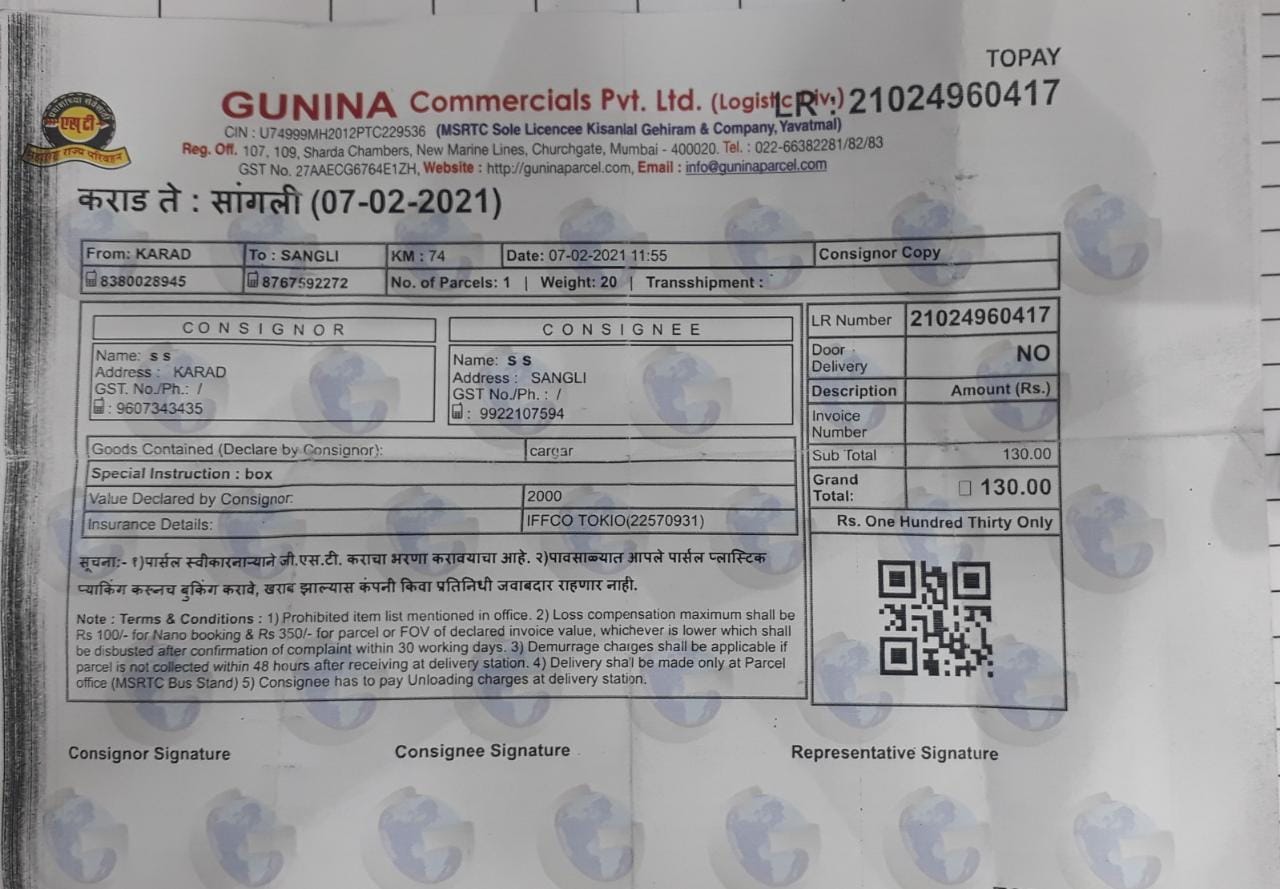 TOPAY
GUNINA Commercials Pvt. Ltd. (Logistic Div.) LR : 21024960417
CIN : U74999MH2012PTC229536 (MSRTC Sole Licencee Kisanlal Gehiram & Company, Yavatmal)
Reg. Off. 107, 109, Sharda Chambers, New Marine Lines, Churchgate, Mumbai - 400020. Tel. : 022-66382281/82/83
GST No. 27AAECG6764E1ZH, Website : http://guninaparcel.com, Email : info@guninaparcel.com
एस टी
कराड ते : सांगली (07-02-2021)
From: KARAD To : SANGLI KM : 74 Date: 07-02-2021 11:55 Consignor Copy
8380028945 8767592272 No. of Parcels: 1 | Weight: 20 | Transshipment :
CONSIGNOR
Name: s s
Address : KARAD
GST. No./Ph.: /
: 9607343435
CONSIGNEE
Name: s s
Address : SANGLI
GST No./Ph. : /
: 9922107594
Goods Contained (Declare by Consignor): cargar
Special Instruction : box
Value Declared by Consignor: 2000
Insurance Details: IFFCO TOKIO(22570931)
LR Number 21024960417
Door Delivery NO
Description Amount (Rs.)
Invoice Number
Sub Total 130.00
Grand Total: 130.00
Rs. One Hundred Thirty Only
सूचना:- १)पार्सल स्वीकारनाऱ्याने जी.एस.टी. कराचा भरणा करावयाचा आहे. २)पावसाळ्यात आपले पार्सल प्लास्टिक
प्याकिंग करूनच बुकिंग करावे, खराब झाल्यास कंपनी किवा प्रतिनिधी जवाबदार राहणार नाही.
Note : Terms & Conditions : 1) Prohibited item list mentioned in office. 2) Loss compensation maximum shall be
Rs 100/- for Nano booking & Rs 350/- for parcel or FOV of declared invoice value, whichever is lower which shall
be disbusted after confirmation of complaint within 30 working days. 3) Demurrage charges shall be applicable if
parcel is not collected within 48 hours after receiving at delivery station. 4) Delivery shall be made only at Parcel
office (MSRTC Bus Stand) 5) Consignee has to pay Unloading charges at delivery station.
Consignor Signature Consignee Signature Representative Signature